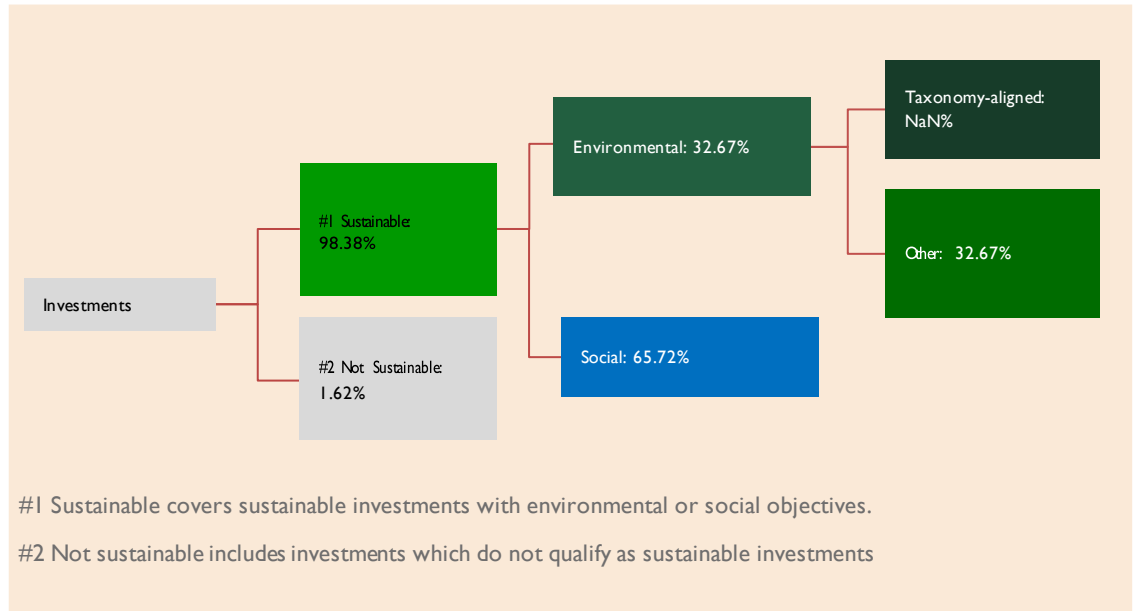 Taxonomy-aligned:
NaN%
Environmental: 32.67%
#1 Sustainable:
98.38%
Other: 32.67%
Investments
Social: 65.72%
#2 Not Sustainable:
1.62%
#1 Sustainable covers sustainable investments with environmental or social objectives.
#2 Not sustainable includes investments which do not qualify as sustainable investments